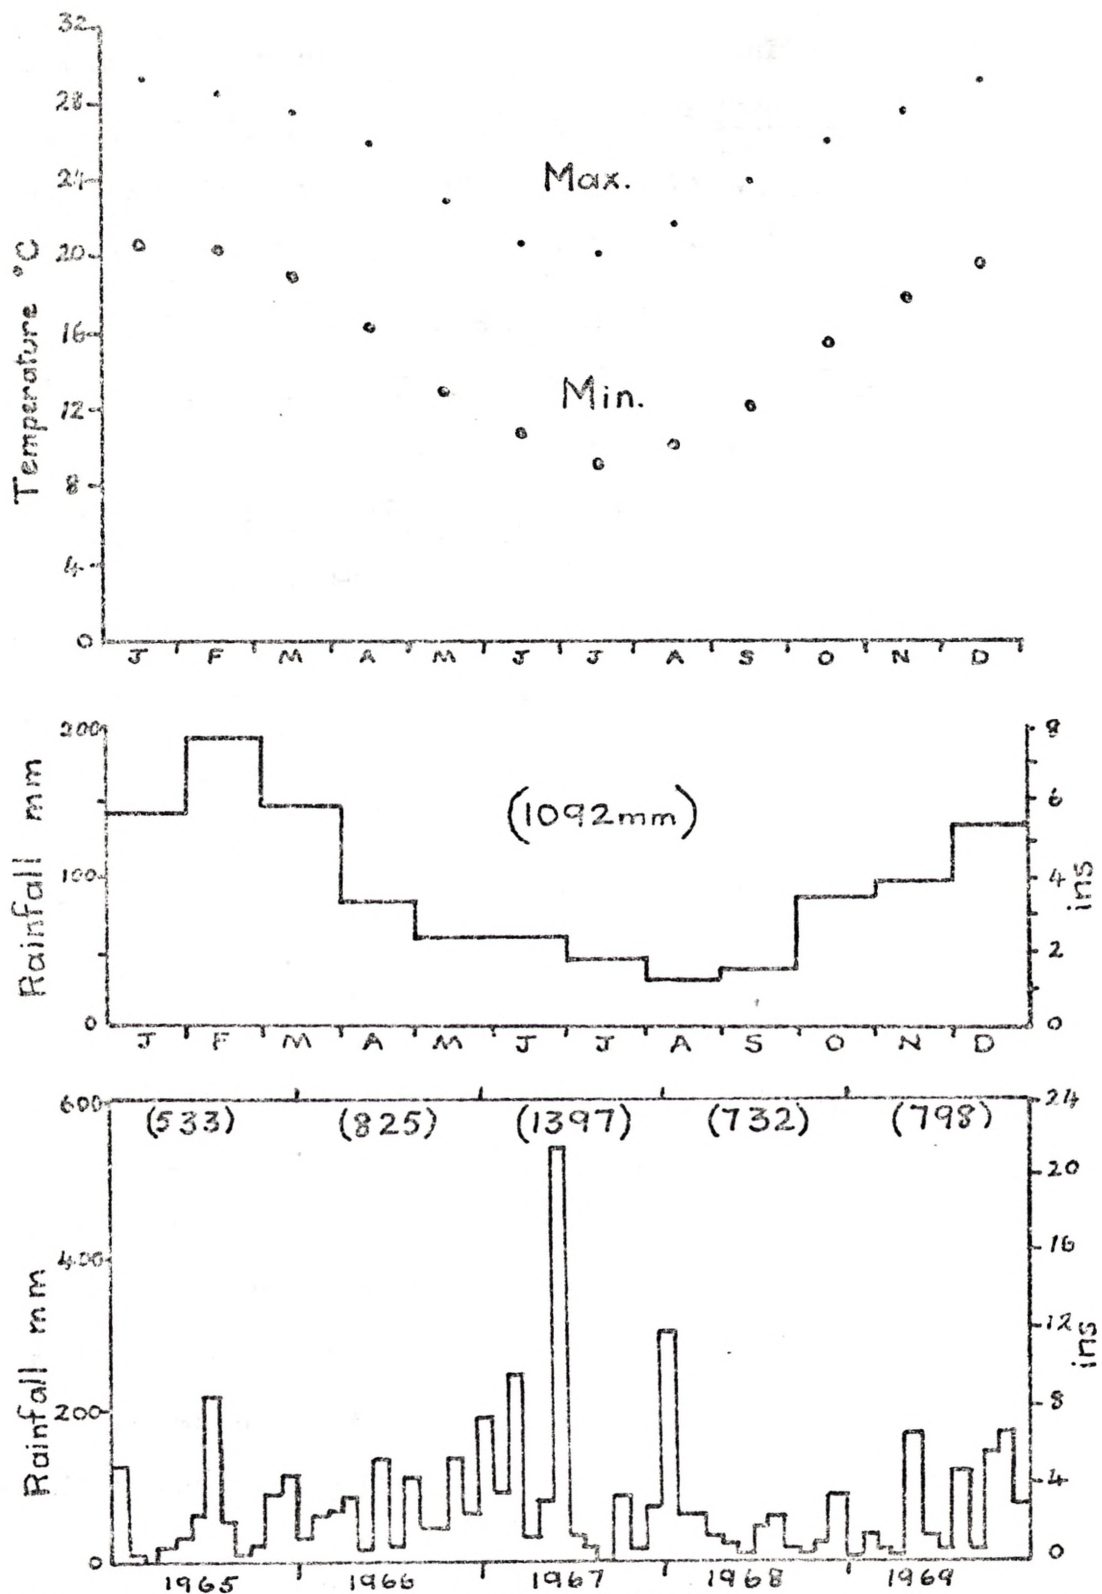 Temperature °C
32
28
24
20
16
12
8
4
0
Max.
Min.
J F M A M J J A S O N D
Rainfall mm
200
100
0
(1092mm)
8
6
4
2
0
ins
J F M A M J J A S O N D
Rainfall mm
600
400
200
0
(533) (825) (1397) (732) (798)
24
20
16
12
8
4
0
ins
1965 1966 1967 1968 1969